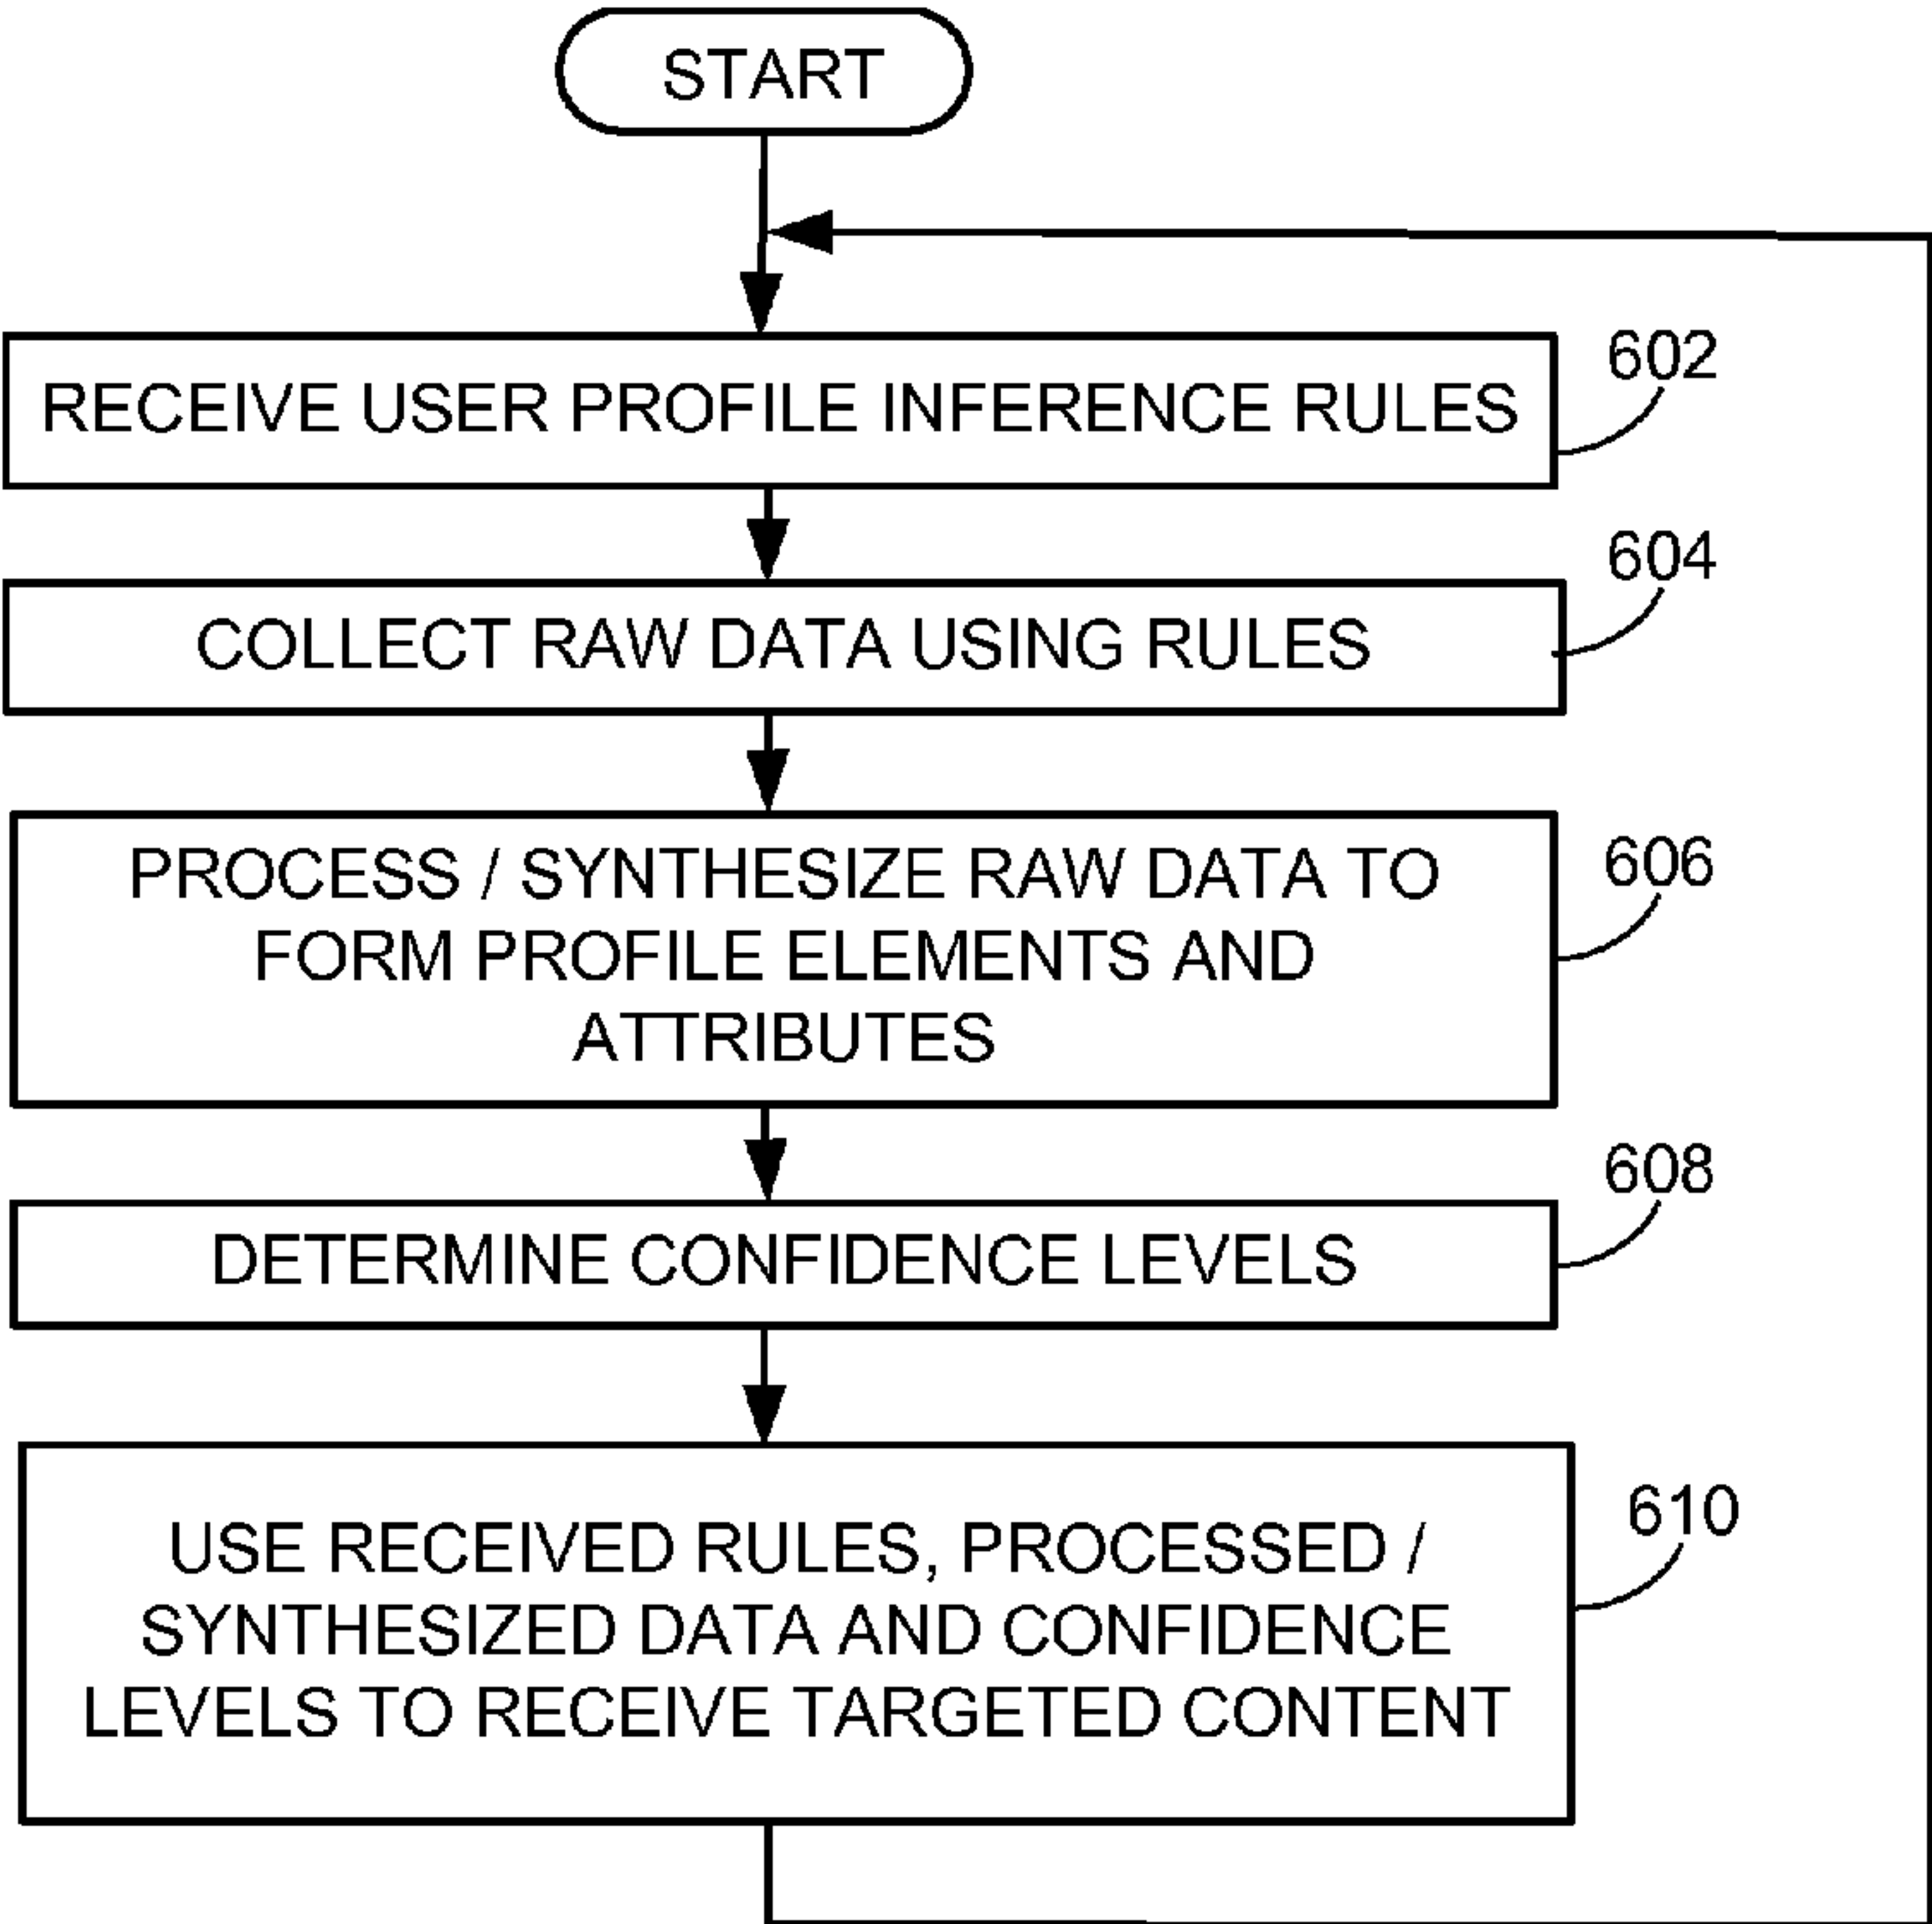 START
RECEIVE USER PROFILE INFERENCE RULES
602
COLLECT RAW DATA USING RULES
604
PROCESS / SYNTHESIZE RAW DATA TO
FORM PROFILE ELEMENTS AND
ATTRIBUTES
606
DETERMINE CONFIDENCE LEVELS
608
USE RECEIVED RULES, PROCESSED /
SYNTHESIZED DATA AND CONFIDENCE
LEVELS TO RECEIVE TARGETED CONTENT
610